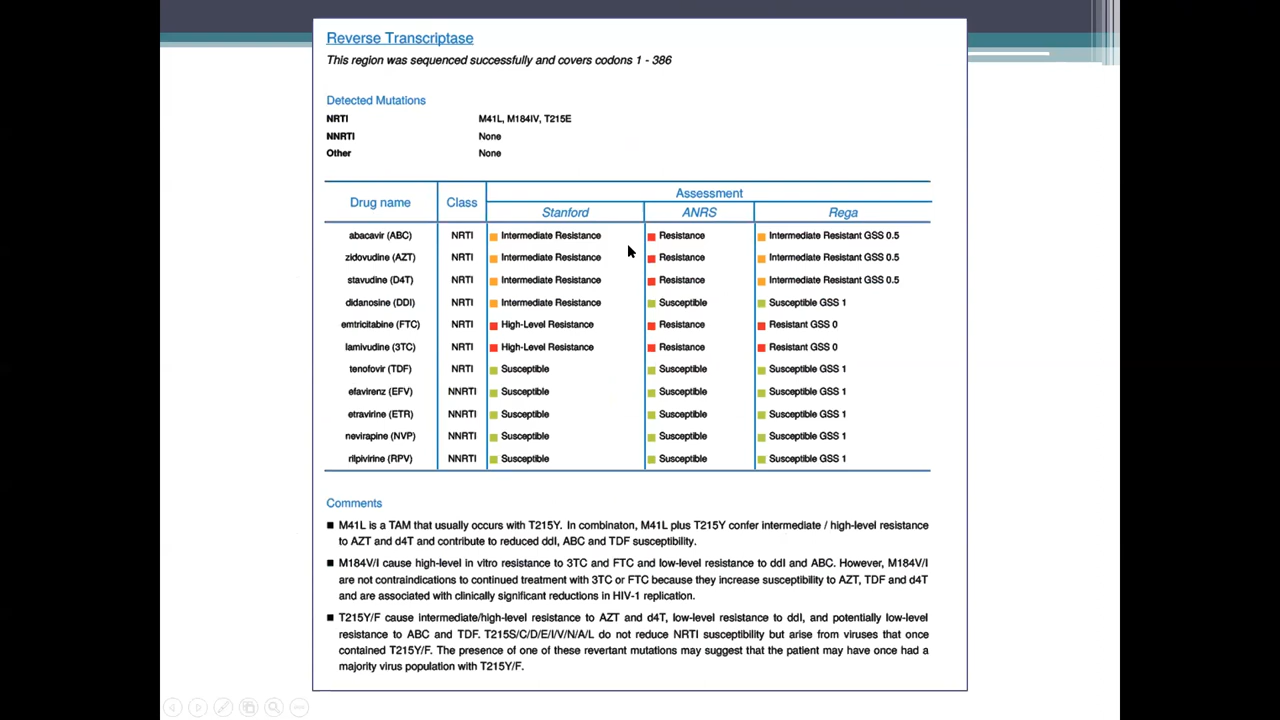 Reverse Transcriptase
This region was sequenced successfully and covers codons 1 - 386
Detected Mutations
NRTI M41L, M184IV, T215E
NNRTI None
Other None
Drug name Class Assessment
Stanford ANRS Rega
abacavir (ABC) NRTI Intermediate Resistance Resistance Intermediate Resistant GSS 0.5
zidovudine (AZT) NRTI Intermediate Resistance Resistance Intermediate Resistant GSS 0.5
stavudine (D4T) NRTI Intermediate Resistance Resistance Intermediate Resistant GSS 0.5
didanosine (DDI) NRTI Intermediate Resistance Susceptible Susceptible GSS 1
emtricitabine (FTC) NRTI High-Level Resistance Resistance Resistant GSS 0
lamivudine (3TC) NRTI High-Level Resistance Resistance Resistant GSS 0
tenofovir (TDF) NRTI Susceptible Susceptible Susceptible GSS 1
efavirenz (EFV) NNRTI Susceptible Susceptible Susceptible GSS 1
etravirine (ETR) NNRTI Susceptible Susceptible Susceptible GSS 1
nevirapine (NVP) NNRTI Susceptible Susceptible Susceptible GSS 1
rilpivirine (RPV) NNRTI Susceptible Susceptible Susceptible GSS 1
Comments
■ M41L is a TAM that usually occurs with T215Y. In combinaton, M41L plus T215Y confer intermediate / high-level resistance
to AZT and d4T and contribute to reduced ddI, ABC and TDF susceptibility.
■ M184V/I cause high-level in vitro resistance to 3TC and FTC and low-level resistance to ddI and ABC. However, M184V/I
are not contraindications to continued treatment with 3TC or FTC because they increase susceptibility to AZT, TDF and d4T
and are associated with clinically significant reductions in HIV-1 replication.
■ T215Y/F cause intermediate/high-level resistance to AZT and d4T, low-level resistance to ddI, and potentially low-level
resistance to ABC and TDF. T215S/C/D/E/I/V/N/A/L do not reduce NRTI susceptibility but arise from viruses that once
contained T215Y/F. The presence of one of these revertant mutations may suggest that the patient may have once had a
majority virus population with T215Y/F.